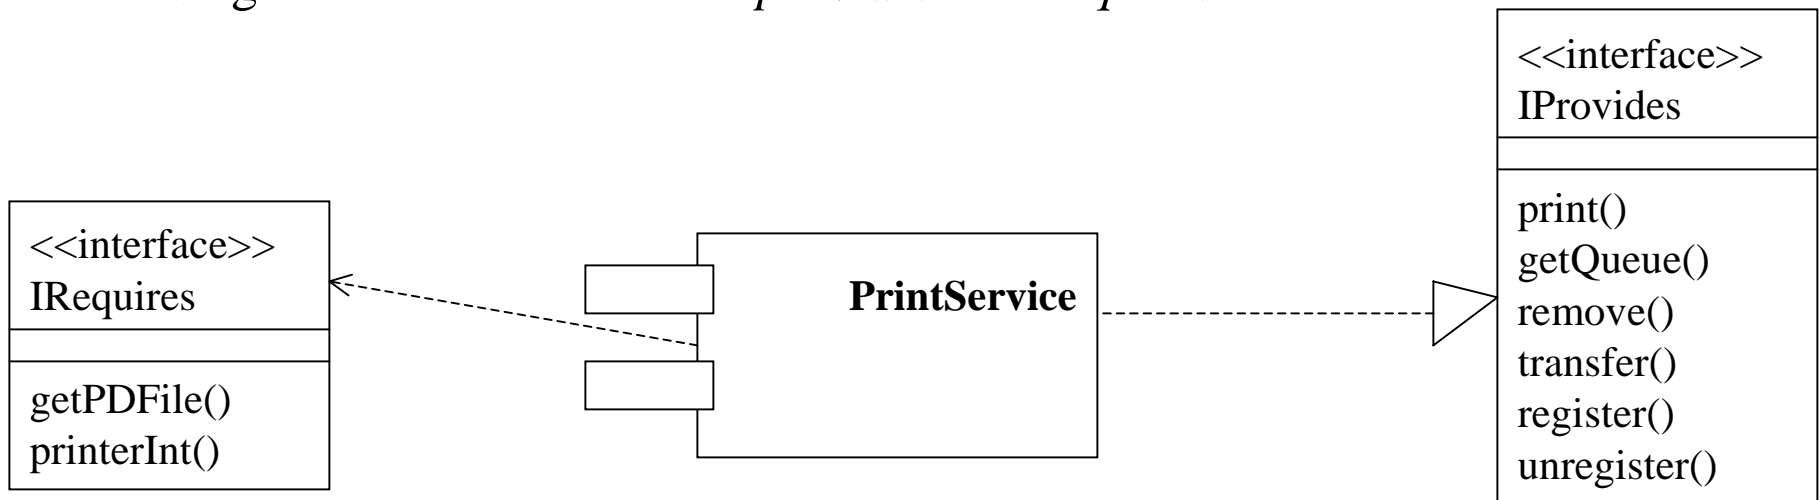 <<interface>>
IRequires
getPDFile()
printerInt()
PrintService
<<interface>>
IProvides
print()
getQueue()
remove()
transfer()
register()
unregister()